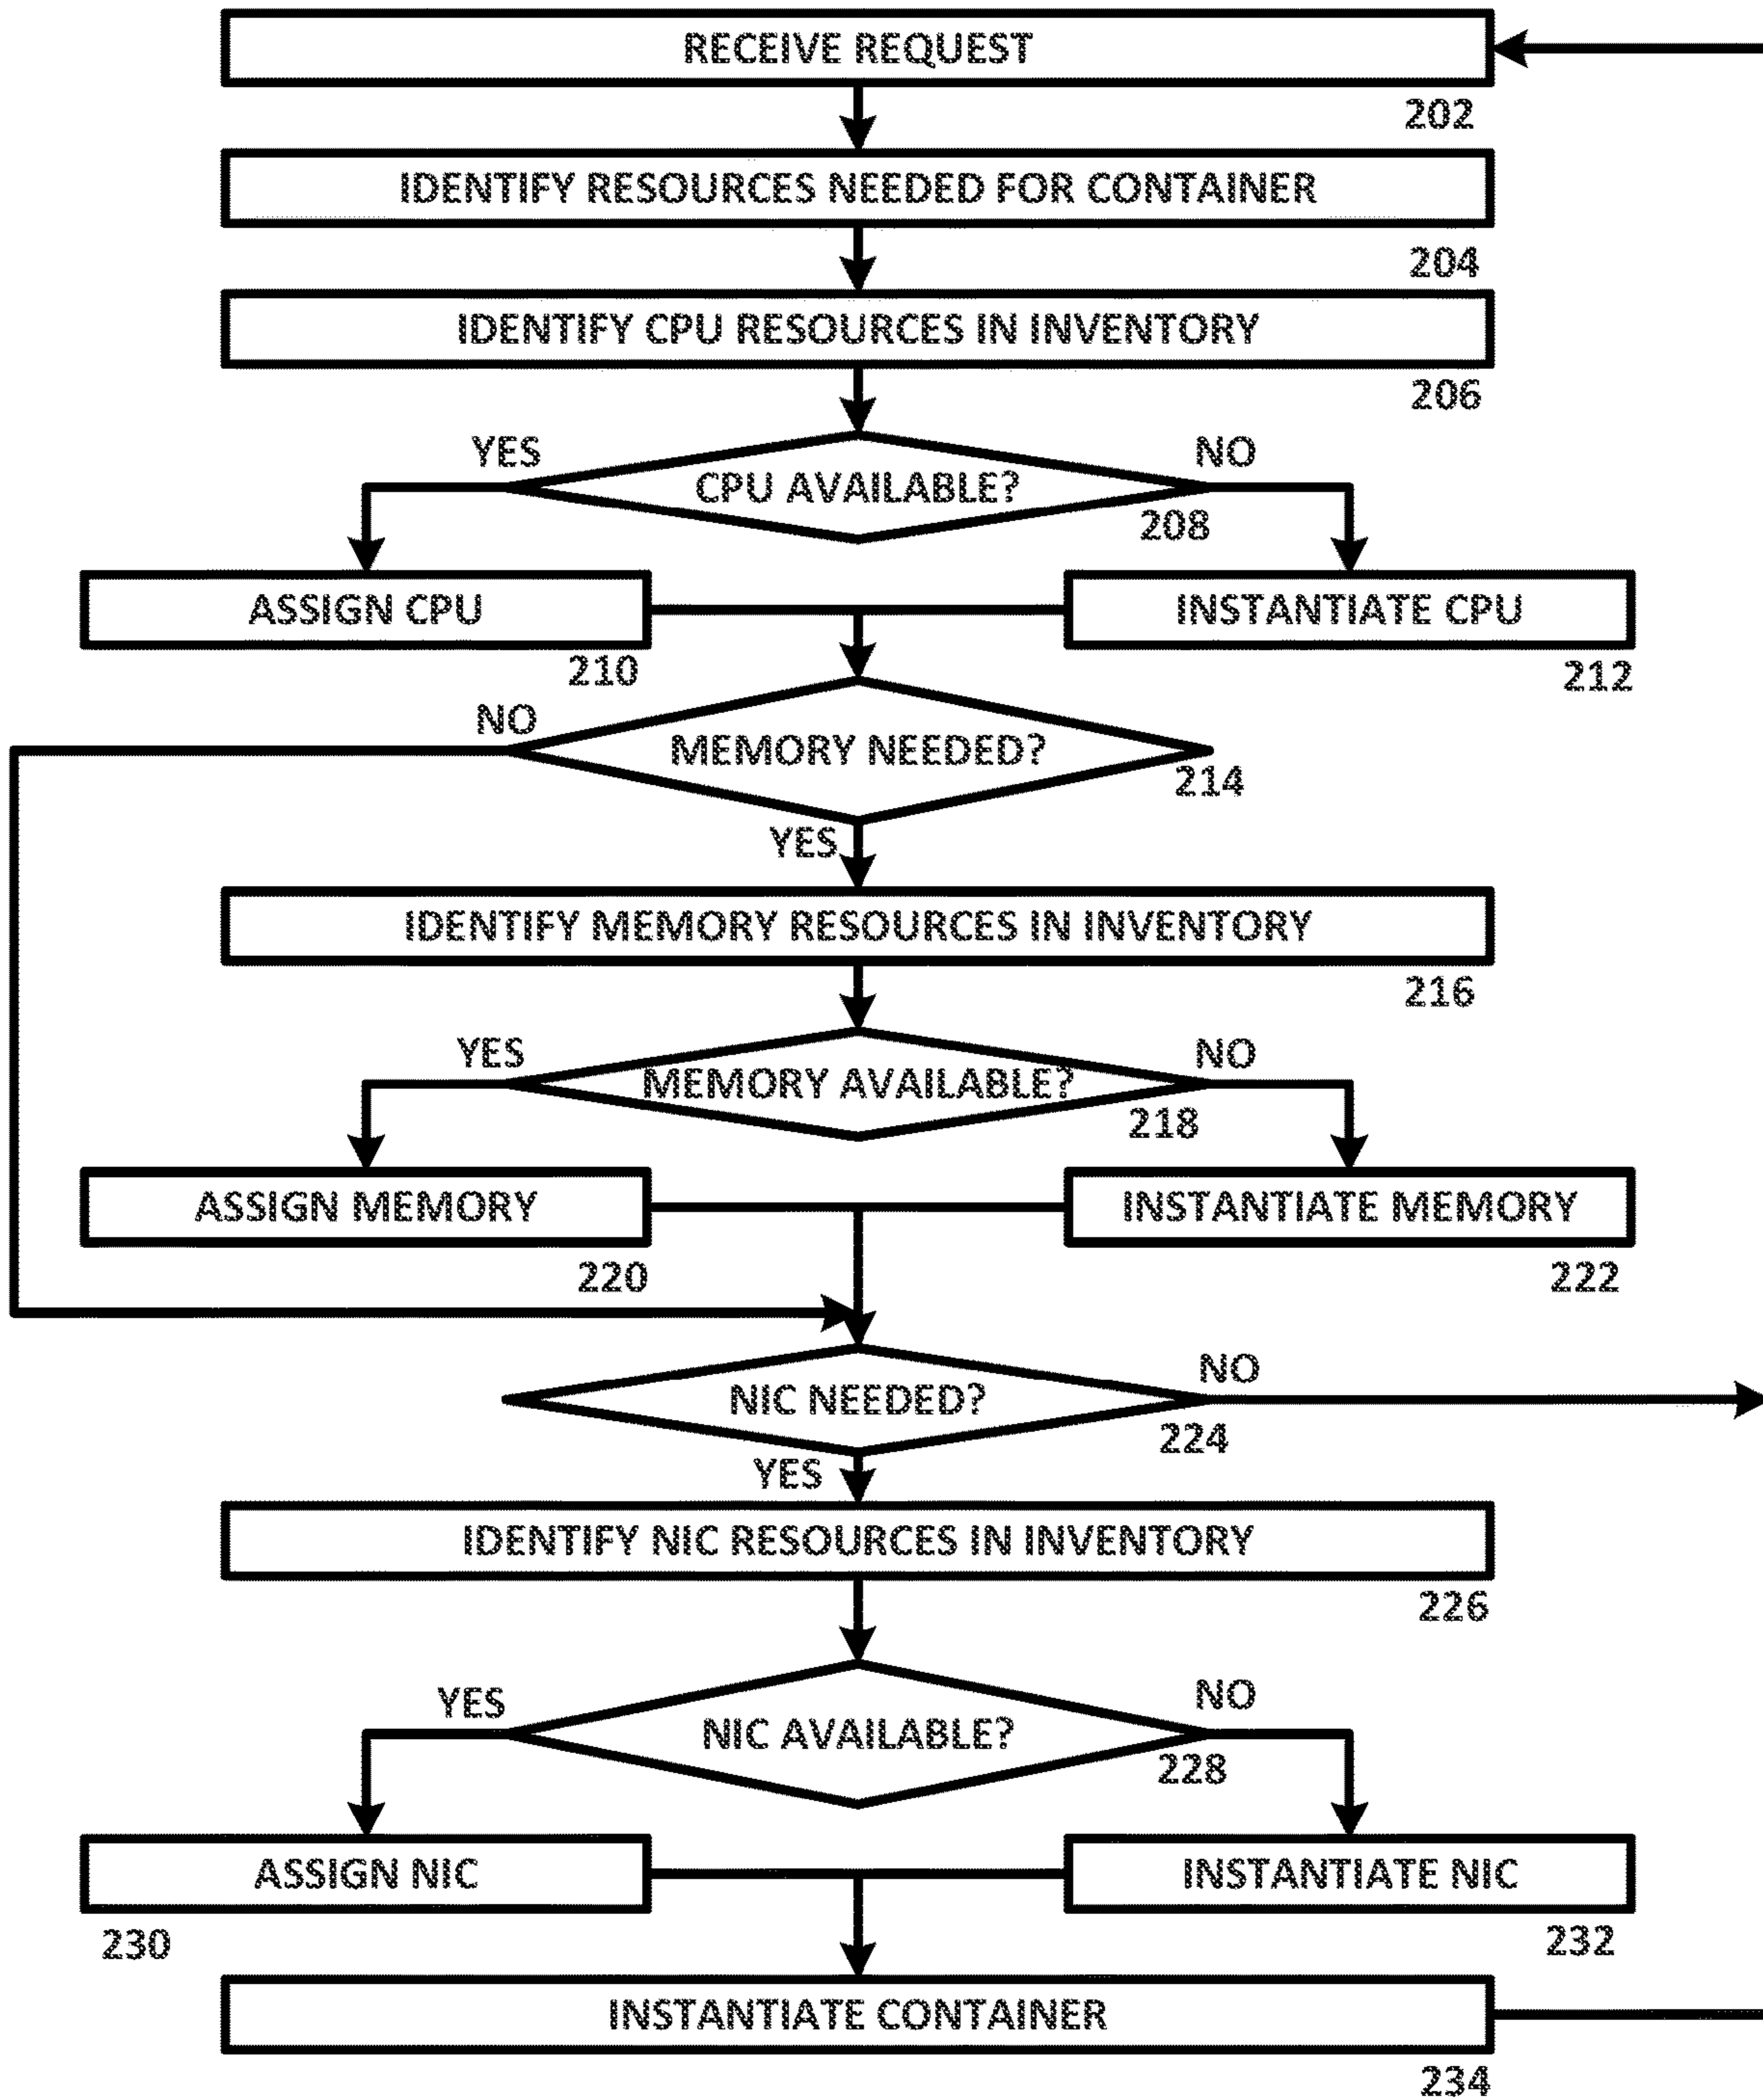 RECEIVE REQUEST
202
IDENTIFY RESOURCES NEEDED FOR CONTAINER
204
IDENTIFY CPU RESOURCES IN INVENTORY
206
YES
NO
CPU AVAILABLE?
208
ASSIGN CPU
INSTANTIATE CPU
210
212
NO
MEMORY NEEDED?
214
YES
IDENTIFY MEMORY RESOURCES IN INVENTORY
216
YES
NO
MEMORY AVAILABLE?
218
ASSIGN MEMORY
INSTANTIATE MEMORY
220
222
NO
NIC NEEDED?
224
YES
IDENTIFY NIC RESOURCES IN INVENTORY
226
YES
NO
NIC AVAILABLE?
228
ASSIGN NIC
INSTANTIATE NIC
230
232
INSTANTIATE CONTAINER
234